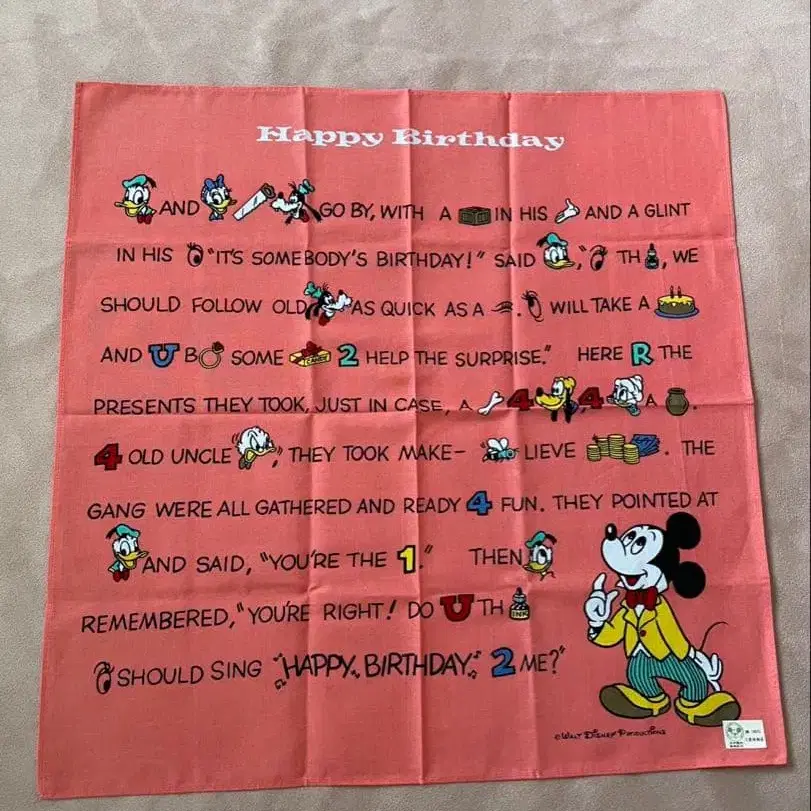 Happy Birthday
AND GO BY, WITH A IN HIS AND A GLINT
IN HIS "IT'S SOMEBODY'S BIRTHDAY!" SAID ," TH , WE
SHOULD FOLLOW OLD AS QUICK AS A . WILL TAKE A
AND U B SOME CANDIE 2 HELP THE SURPRISE." HERE R THE
PRESENTS THEY TOOK, JUST IN CASE, A 4 , 4 A .
4 OLD UNCLE , THEY TOOK MAKE- LIEVE . THE
GANG WERE ALL GATHERED AND READY 4 FUN. THEY POINTED AT
AND SAID, "YOU'RE THE 1." THEN
REMEMBERED, "YOU'RE RIGHT! DO U TH INK
SHOULD SING "HAPPY BIRTHDAY" 2 ME?"
© WALT DISNEY PRODUCTIONS